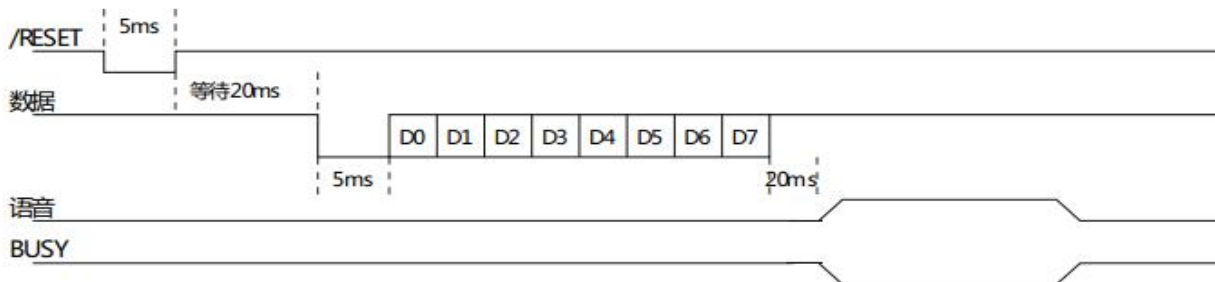 5ms
/RESET
等待20ms
数据
D0 D1 D2 D3 D4 D5 D6 D7
5ms
20ms
语音
BUSY